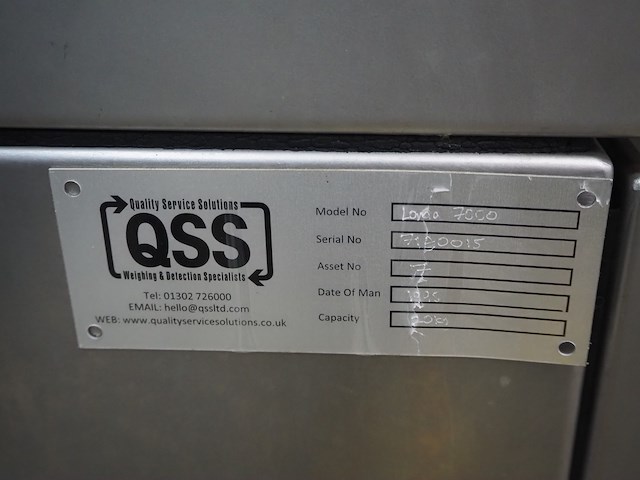 Quality Service Solutions
QSS
Weighing & Detection Specialists
Tel: 01302 726000
EMAIL: hello@qssltd.com
WEB: www.qualityservicesolutions.co.uk
Model No
Serial No
Asset No 7
Date Of Man
Capacity